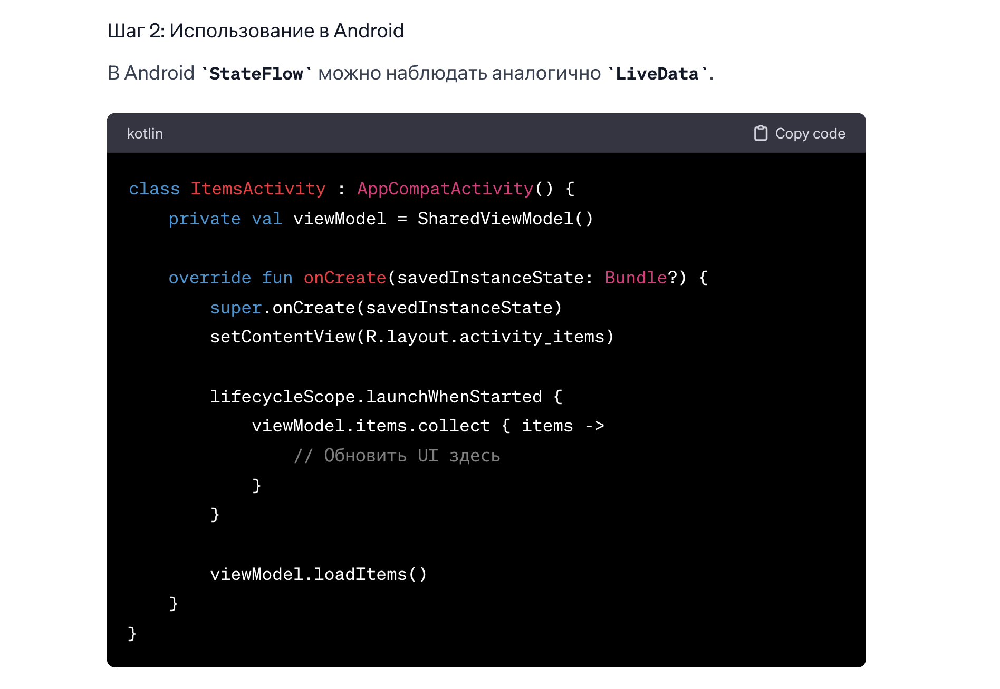 Шаг 2: Использование в Android
В Android `StateFlow` можно наблюдать аналогично `LiveData`.
kotlin
Copy code
class ItemsActivity : AppCompatActivity() {
    private val viewModel = SharedViewModel()
    override fun onCreate(savedInstanceState: Bundle?) {
        super.onCreate(savedInstanceState)
        setContentView(R.layout.activity_items)
        lifecycleScope.launchWhenStarted {
            viewModel.items.collect { items ->
                // Обновить UI здесь
            }
        }
        viewModel.loadItems()
    }
}